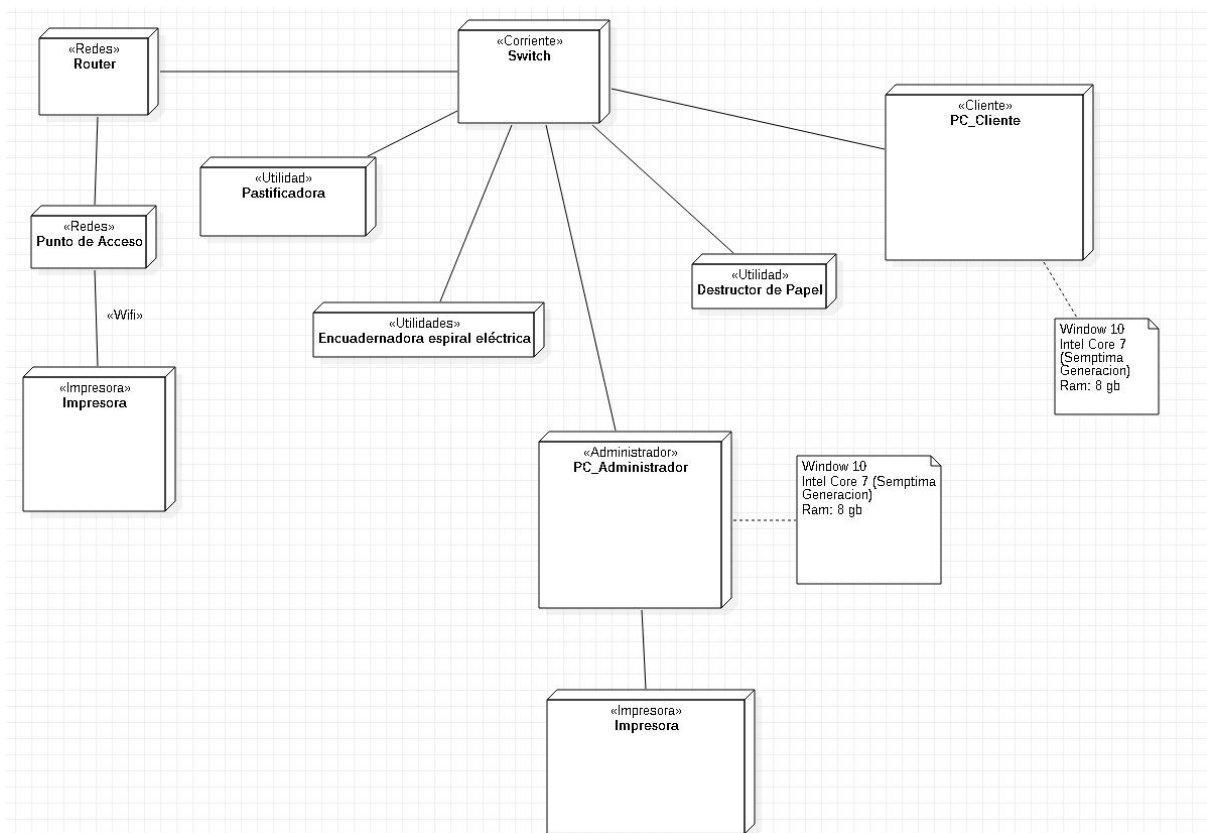 «Redes»
Router
«Corriente»
Switch
«Cliente»
PC_Cliente
«Utilidad»
Pastificadora
«Redes»
Punto de Acceso
«Utilidad»
Destructor de Papel
«Wifi»
«Utilidades»
Encuadernadora espiral eléctrica
Window 10
Intel Core 7
(Semptima
Generacion)
Ram: 8 gb
«Impresora»
Impresora
«Administrador»
PC_Administrador
Window 10
Intel Core 7 (Semptima
Generacion)
Ram: 8 gb
«Impresora»
Impresora